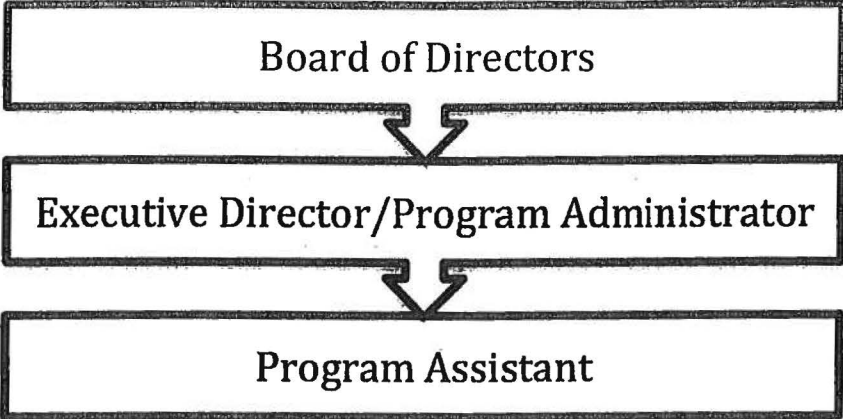 Board of Directors
Executive Director/Program Administrator
Program Assistant